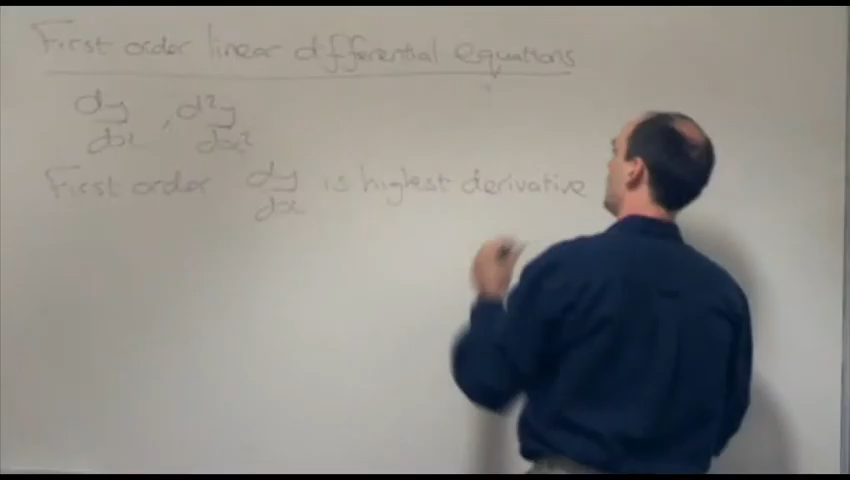 First order linear differential equations
dy/dx , d²y/dx²
First order dy/dx is highest derivative